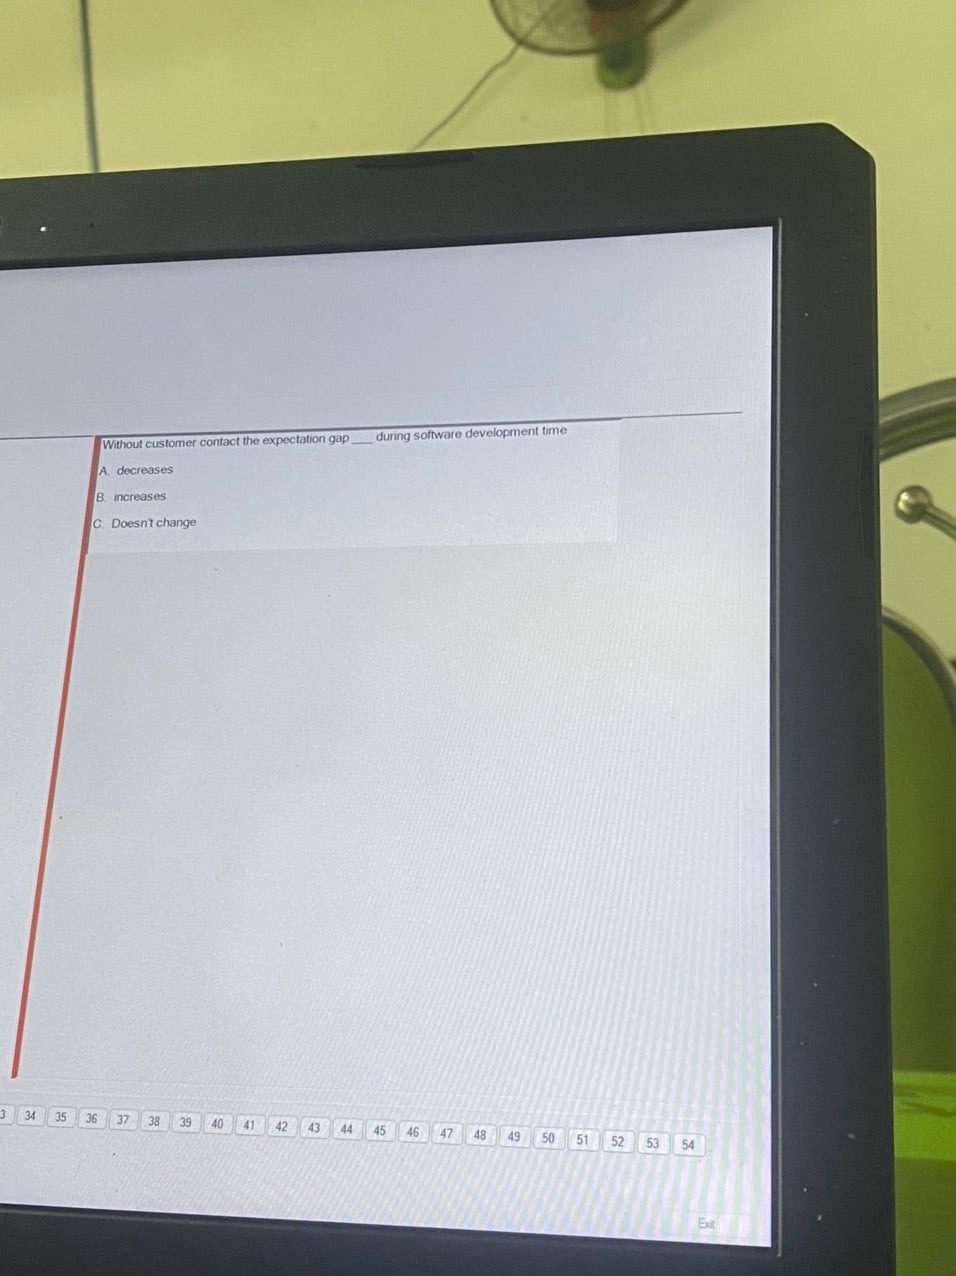 Without customer contact the expectation gap ____ during software development time
A. decreases
B. increases
C. Doesn't change
3 34 35 36 37 38 39 40 41 42 43 44 45 46 47 48 49 50 51 52 53 54
Exit